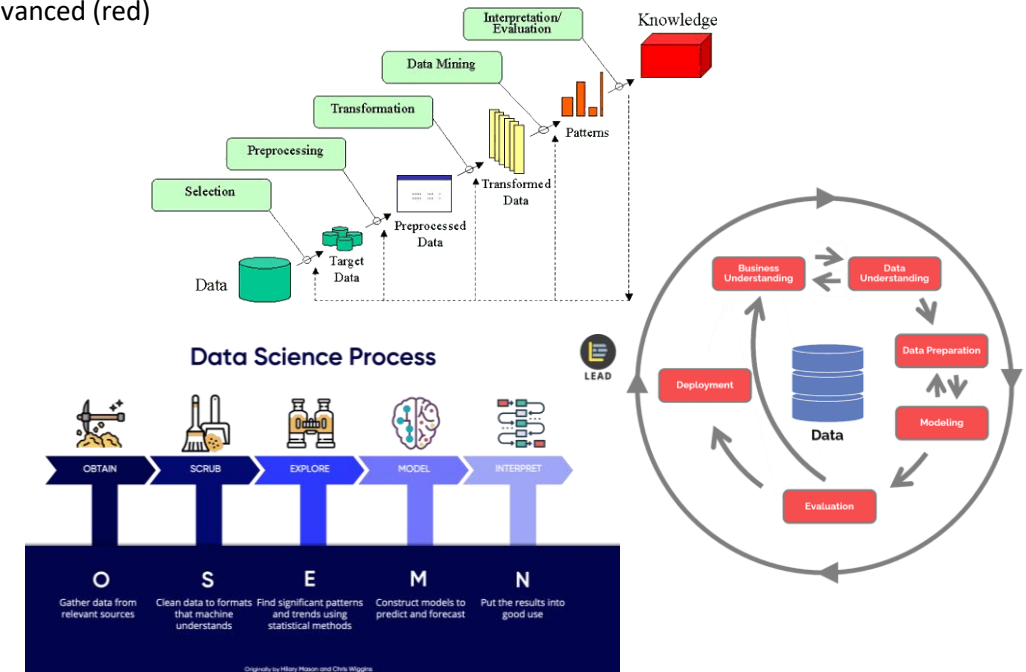 vanced (red)
Interpretation/
Evaluation
Knowledge
Data Mining
Transformation
Patterns
Preprocessing
Transformed
Data
Selection
Preprocessed
Data
Target
Data
Data
Business
Understanding
Data
Understanding
Data Preparation
Deployment
Modeling
Data
Evaluation
Data Science Process
LEAD
OBTAIN
SCRUB
EXPLORE
MODEL
INTERPRET
O
S
E
M
N
Gather data from
relevant sources
Clean data to formats
that machine
understands
Find significant patterns
and trends using
statistical methods
Construct models to
predict and forecast
Put the results into
good use
Originally by Hilary Mason and Chris Wiggins